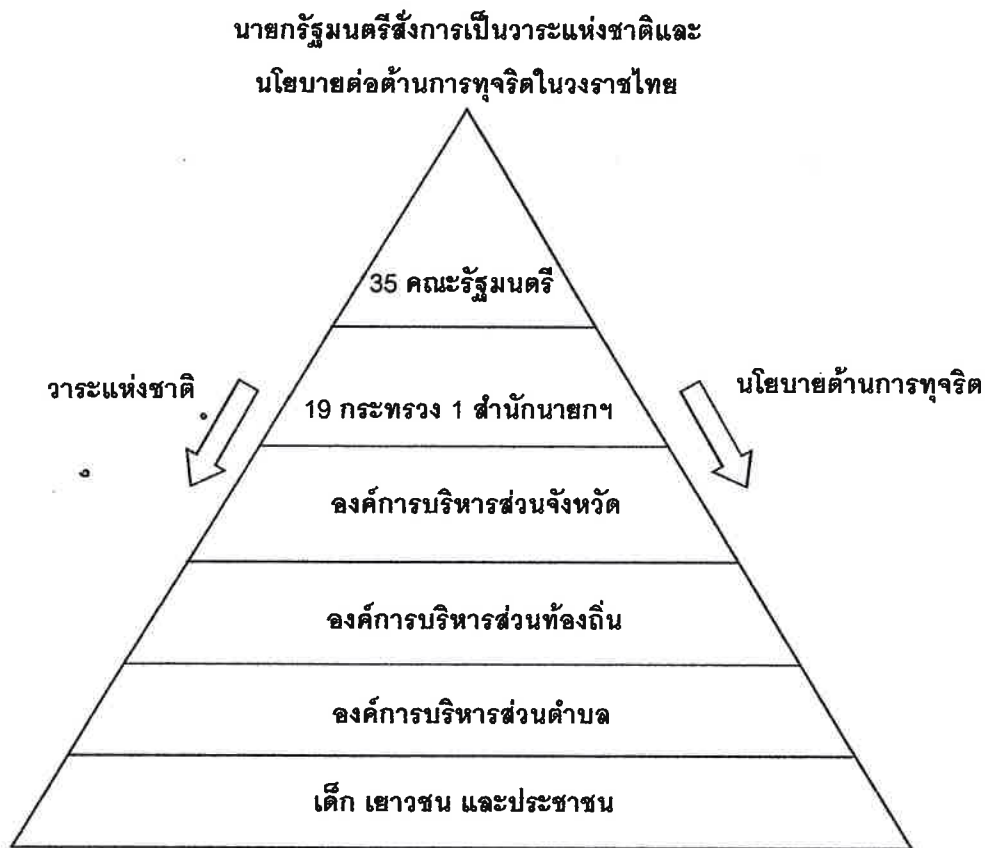 นายกรัฐมนตรีสั่งการเป็นวาระแห่งชาติและ
นโยบายต่อต้านการทุจริตในวงราชไทย
35 คณะรัฐมนตรี
วาระแห่งชาติ
นโยบายด้านการทุจริต
19 กระทรวง 1 สำนักนายกฯ
องค์การบริหารส่วนจังหวัด
องค์การบริหารส่วนท้องถิ่น
องค์การบริหารส่วนตำบล
เด็ก เยาวชน และประชาชน